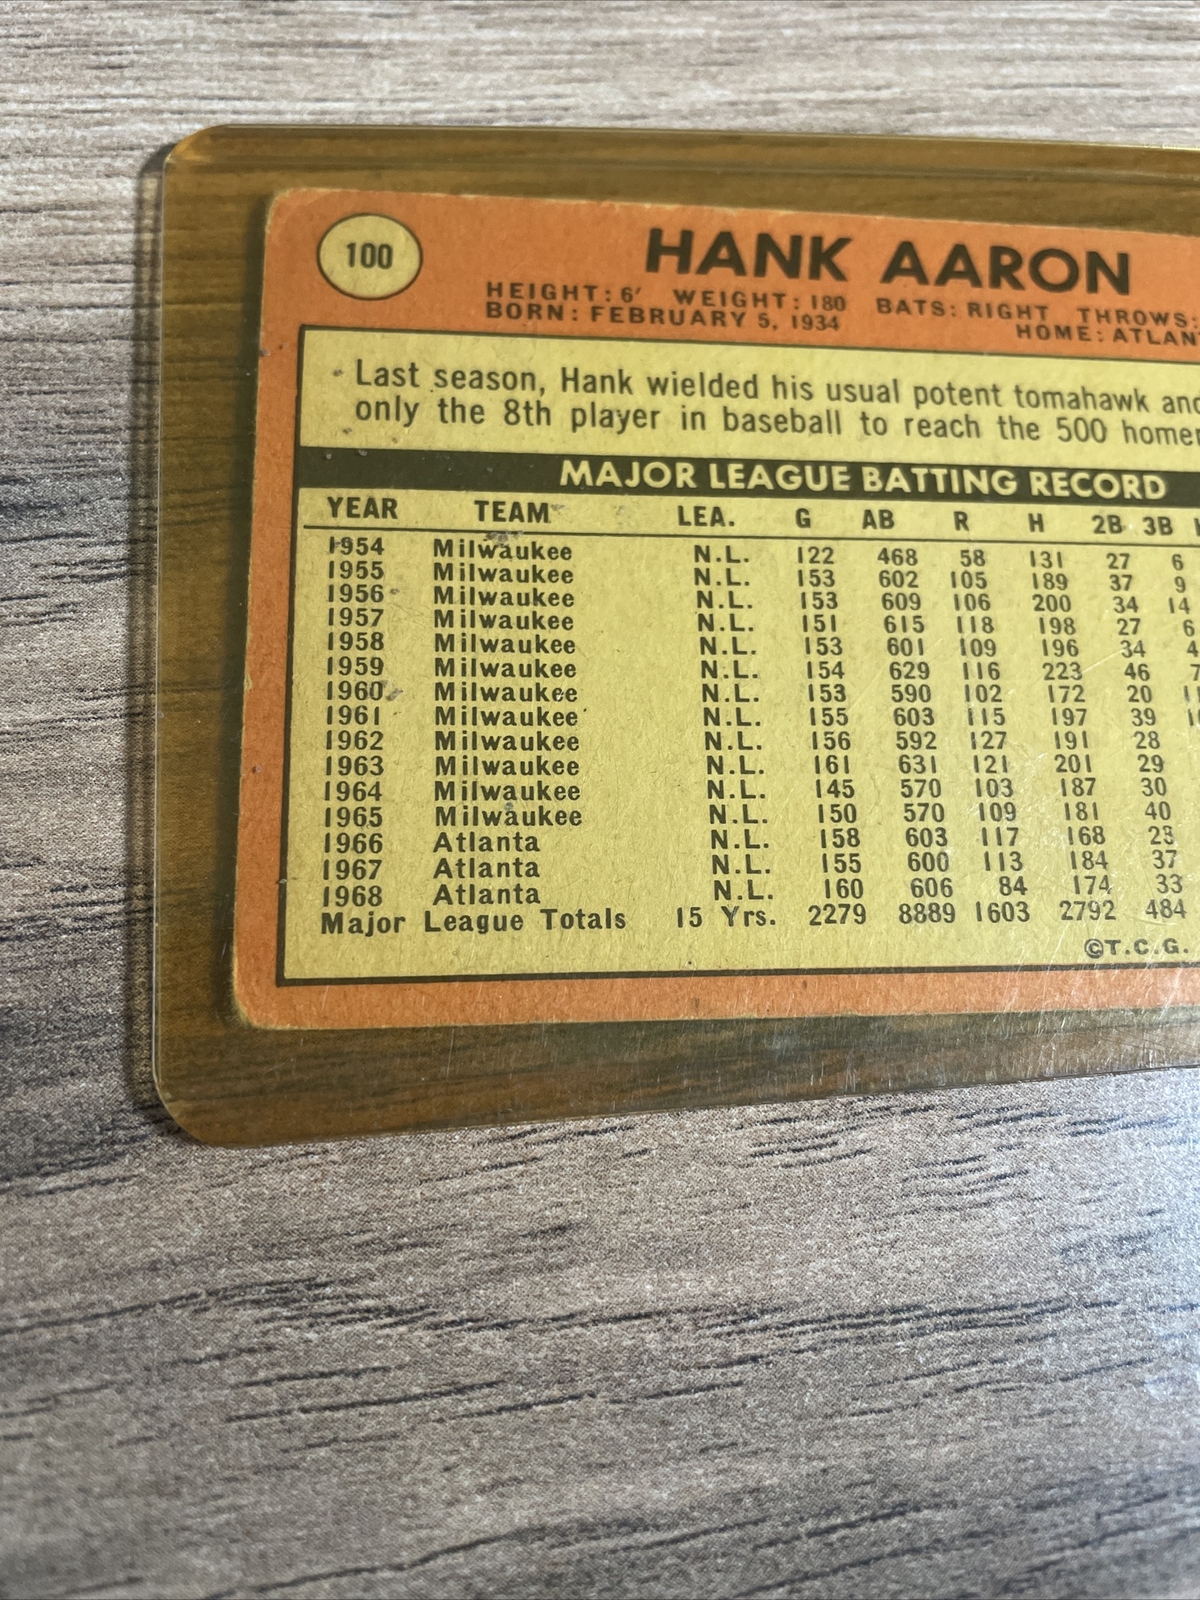 100
HANK AARON
HEIGHT: 6' WEIGHT: 180 BATS: RIGHT THROWS:
BORN: FEBRUARY 5, 1934 HOME: ATLAN
Last season, Hank wielded his usual potent tomahawk and
only the 8th player in baseball to reach the 500 homer
MAJOR LEAGUE BATTING RECORD
YEAR TEAM LEA. G AB R H 2B 3B
1954 Milwaukee N.L. 122 468 58 131 27 6
1955 Milwaukee N.L. 153 602 105 189 37 9
1956 Milwaukee N.L. 153 609 106 200 34 14
1957 Milwaukee N.L. 151 615 118 198 27 6
1958 Milwaukee N.L. 153 601 109 196 34 4
1959 Milwaukee N.L. 154 629 116 223 46 7
1960 Milwaukee N.L. 153 590 102 172 20 11
1961 Milwaukee N.L. 155 603 115 197 39 1
1962 Milwaukee N.L. 156 592 127 191 28
1963 Milwaukee N.L. 161 631 121 201 29
1964 Milwaukee N.L. 145 570 103 187 30
1965 Milwaukee N.L. 150 570 109 181 40
1966 Atlanta N.L. 158 603 117 168 23
1967 Atlanta N.L. 155 600 113 184 37
1968 Atlanta N.L. 160 606 84 174 33
Major League Totals 15 Yrs. 2279 8889 1603 2792 484
©T.C.G.